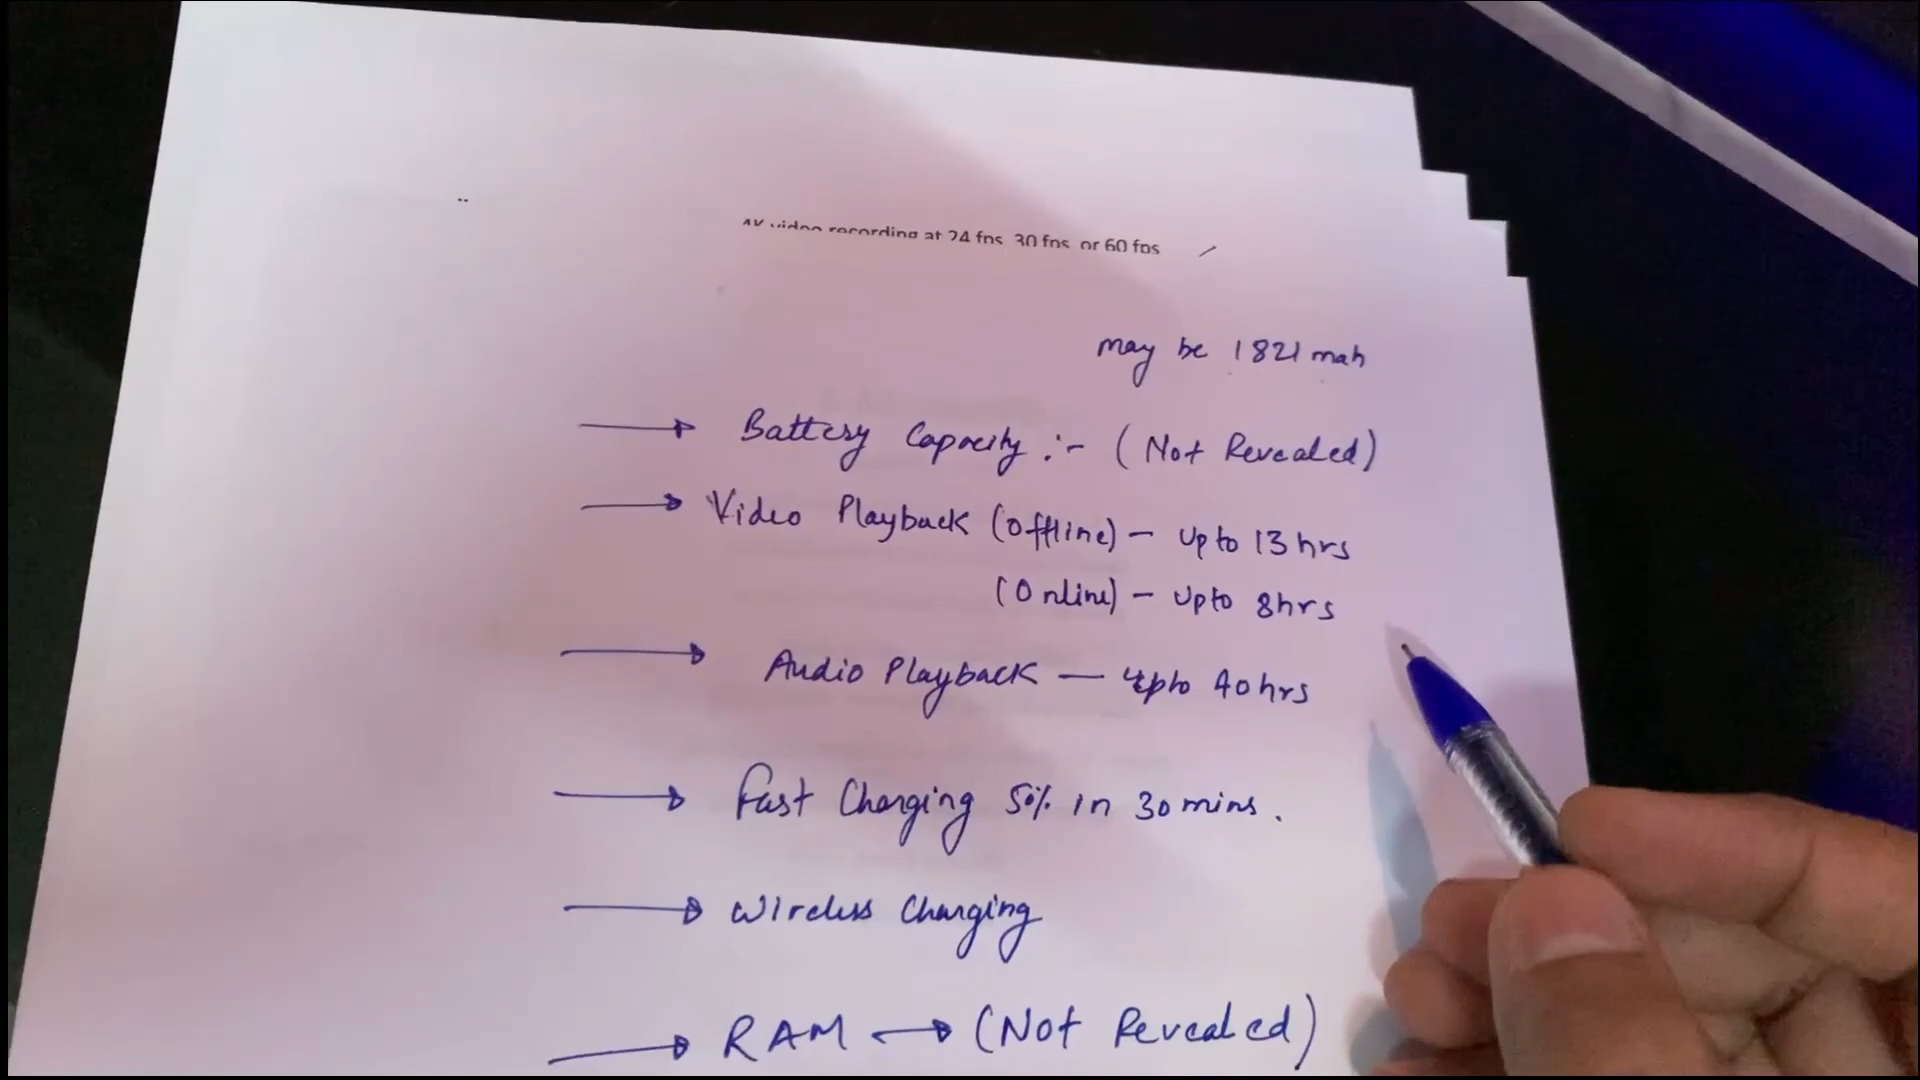 4K video recording at 24 fps, 30 fps, or 60 fps
may be 1821 mah
Battery Capacity :- (Not Revealed)
Video Playback (Offline) - Upto 13 hrs
(Online) - Upto 8hrs
Audio Playback — upto 40 hrs
Fast Charging 50% in 30 mins.
Wireless Charging
RAM (Not Revealed)